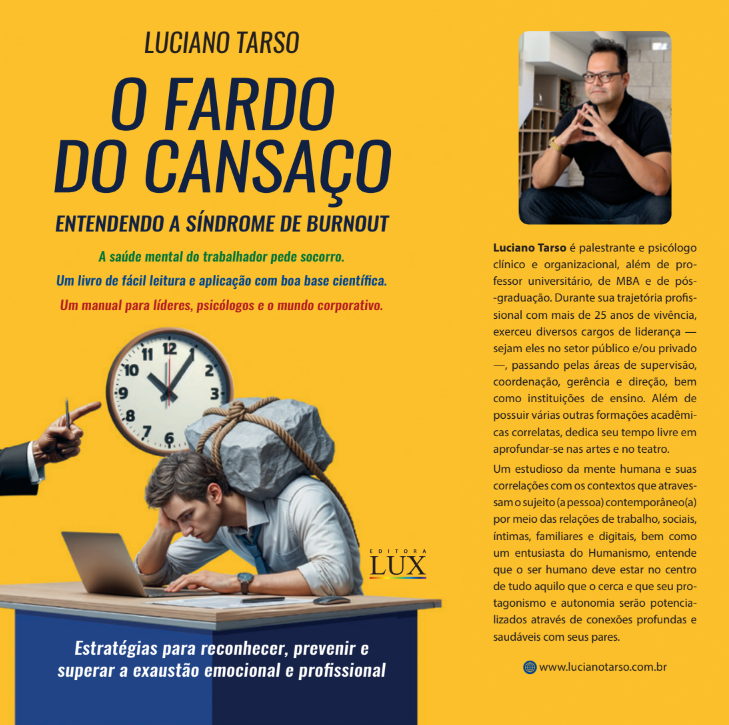 LUCIANO TARSO
O FARDO
DO CANSAÇO
ENTENDENDO A SÍNDROME DE BURNOUT
A saúde mental do trabalhador pede socorro.
Um livro de fácil leitura e aplicação com boa base científica.
Um manual para líderes, psicólogos e o mundo corporativo.
11 12 1
10 2
9
8
7 6
EDITORA
LUX
Estratégias para reconhecer, prevenir e
superar a exaustão emocional e profissional
Luciano Tarso é palestrante e psicólogo
clínico e organizacional, além de pro-
fessor universitário, de MBA e de pós-
-graduação. Durante sua trajetória profis-
sional com mais de 25 anos de vivência,
exerceu diversos cargos de liderança —
sejam eles no setor público e/ou privado
—, passando pelas áreas de supervisão,
coordenação, gerência e direção, bem
como instituições de ensino. Além de
possuir várias outras formações acadêmi-
cas correlatas, dedica seu tempo livre em
aprofundar-se nas artes e no teatro.
Um estudioso da mente humana e suas
correlações com os contextos que atraves-
sam o sujeito (a pessoa) contemporâneo(a)
por meio das relações de trabalho, sociais,
íntimas, familiares e digitais, bem como
um entusiasta do Humanismo, entende
que o ser humano deve estar no centro
de tudo aquilo que o cerca e que seu pro-
tagonismo e autonomia serão potencia-
lizados através de conexões profundas e
saudáveis com seus pares.
www.lucianotarso.com.br